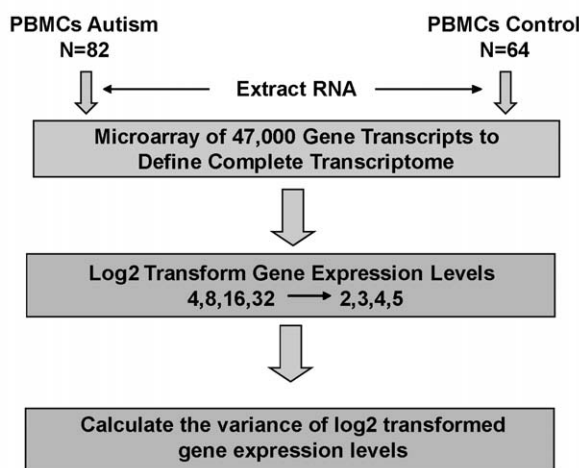 PBMCs Autism
N=82
PBMCs Control
N=64
Extract RNA
Microarray of 47,000 Gene Transcripts to
Define Complete Transcriptome
Log2 Transform Gene Expression Levels
4,8,16,32 → 2,3,4,5
Calculate the variance of log2 transformed
gene expression levels